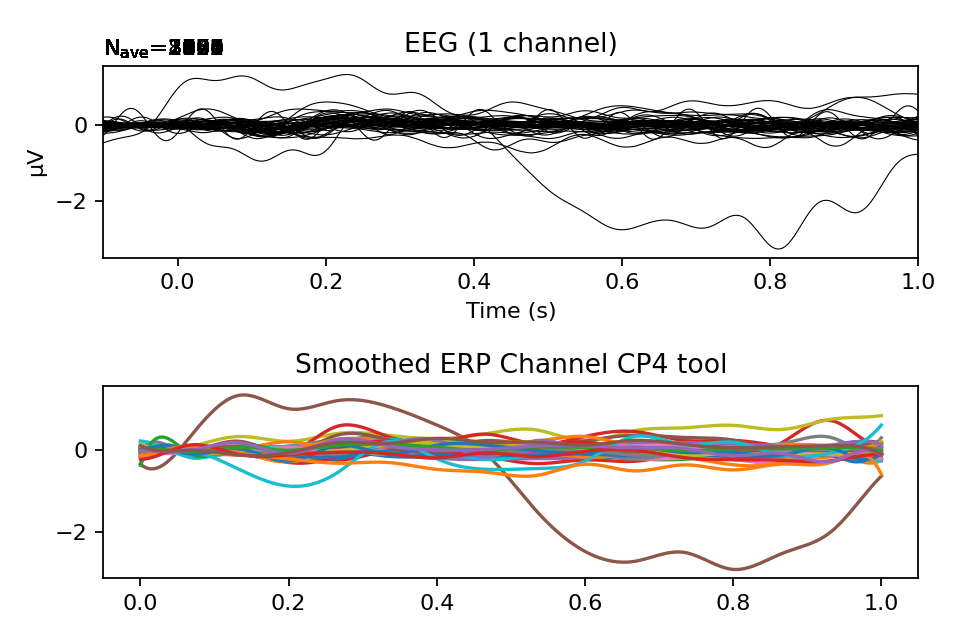 N_ave=
EEG (1 channel)
0
−2
µV
0.0 0.2 0.4 0.6 0.8 1.0
Time (s)
Smoothed ERP Channel CP4 tool
0
−2
0.0 0.2 0.4 0.6 0.8 1.0